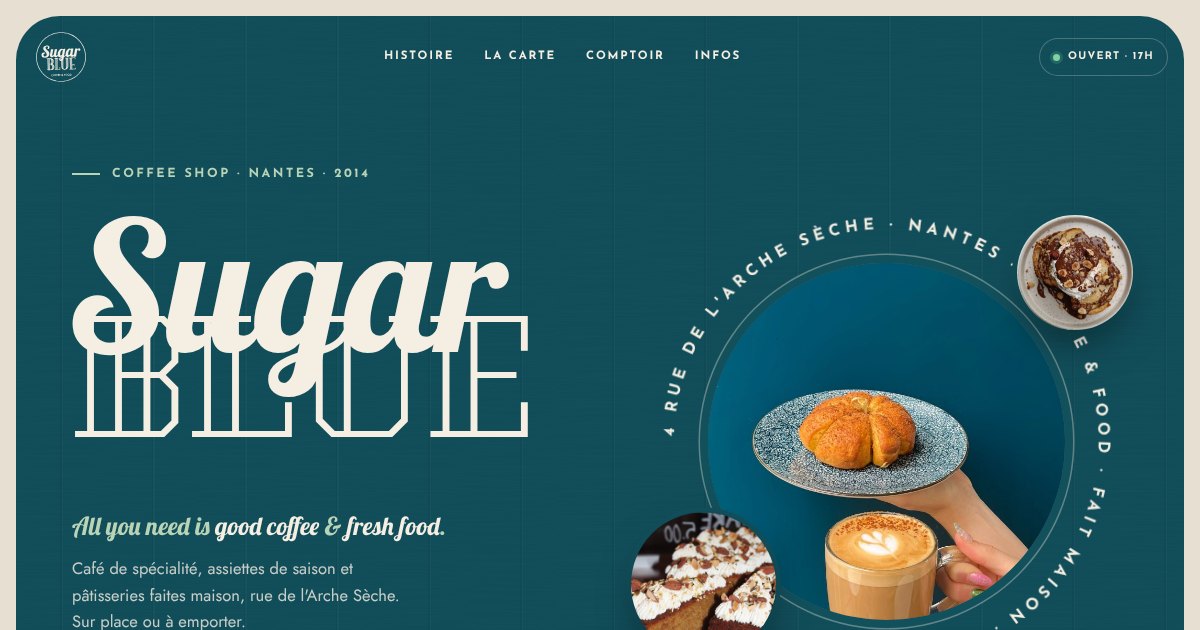 Sugar
BLUE
HISTOIRE
LA CARTE
COMPTOIR
INFOS
OUVERT · 17H
COFFEE SHOP · NANTES · 2014
Sugar
BLUE
All you need is good coffee & fresh food.
Café de spécialité, assiettes de saison et
pâtisseries faites maison, rue de l'Arche Sèche.
Sur place ou à emporter.
4 RUE DE L'ARCHE SÈCHE · NANTES ·
& FOOD · FAIT MAISON ·
5.00